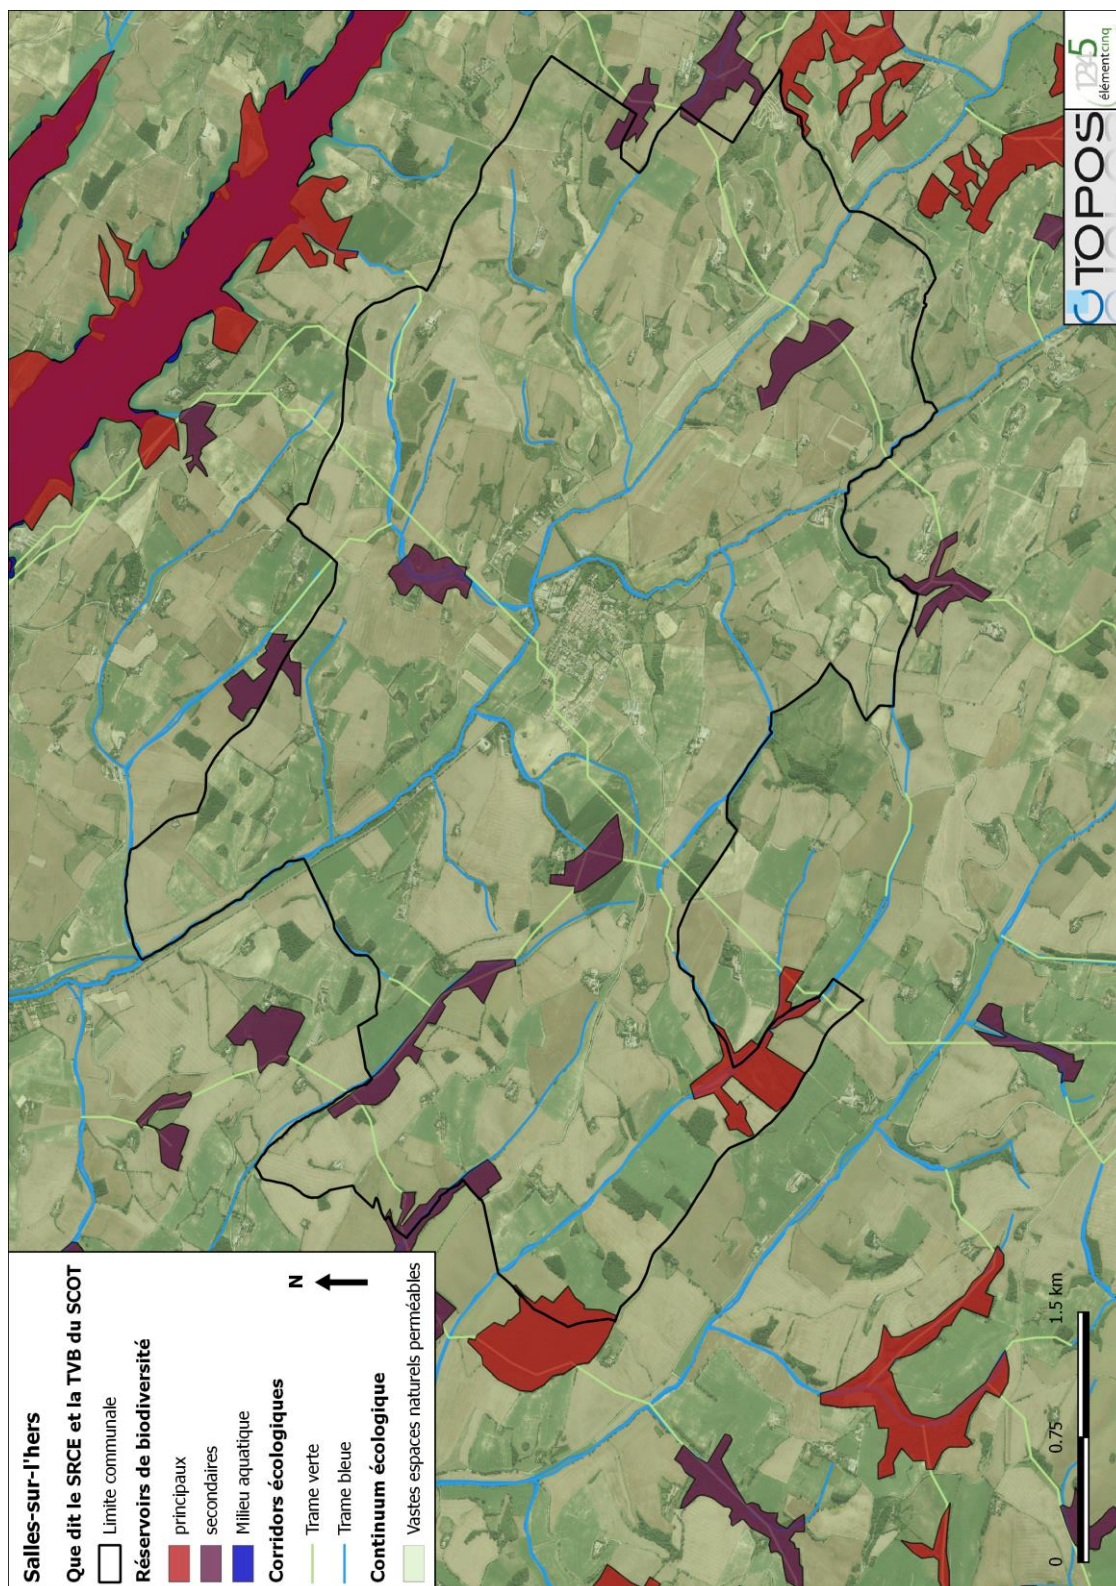 Salles-sur-l'hers
Que dit le SRCE et la TVB du SCOT
Limite communale
Réservoirs de biodiversité
principaux
secondaires
Milieu aquatique
Corridors écologiques
Trame verte
Trame bleue
Continuum écologique
Vastes espaces naturels perméables
N
0 0.75 1.5 km
TOPOS
12345
élémentcinq